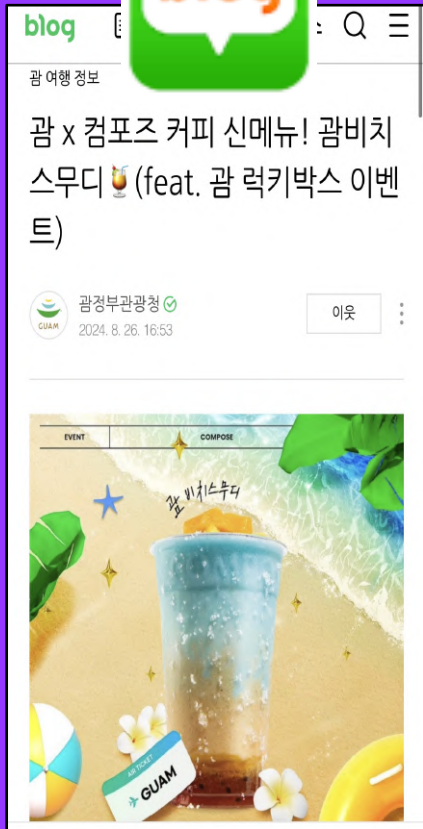 blog
blog
괌 여행 정보
괌 x 컴포즈 커피 신메뉴! 괌비치
스무디🍹(feat. 괌 럭키박스 이벤
트)
괌정부관광청
GUAM
2024. 8. 26. 16:53
이웃
EVENT
COMPOSE
괌 비치스무디
AIR TICKET
GUAM